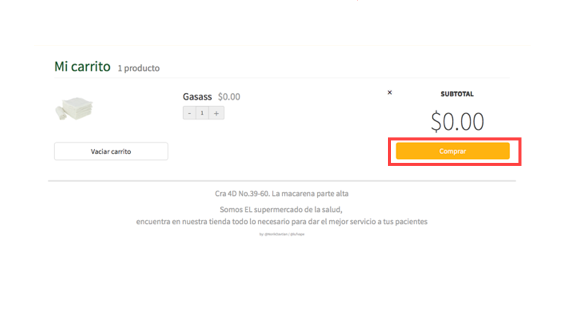 Mi carrito 1 producto
Gasass $0.00
- 1 +
×
SUBTOTAL
$0.00
Vaciar carrito
Comprar
Cra 4D No.39-60. La macarena parte alta
Somos EL supermercado de la salud,
encuentra en nuestra tienda todo lo necesario para dar el mejor servicio a tus pacientes
by